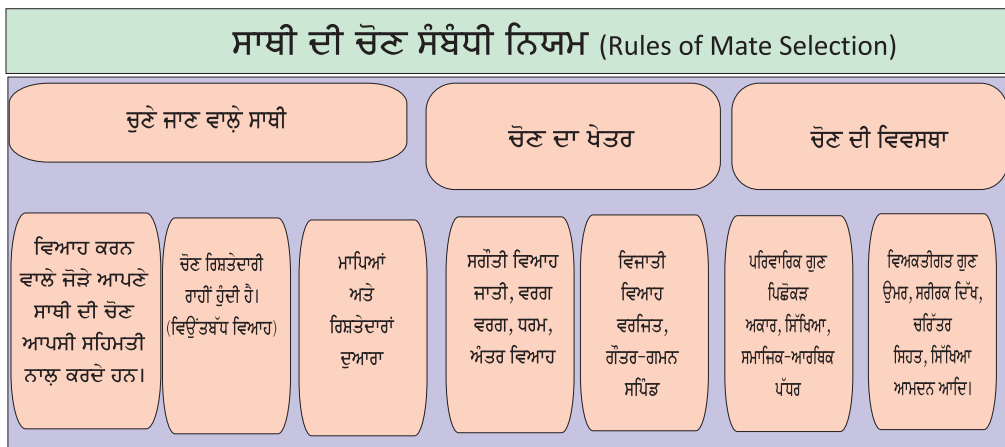 ਸਾਥੀ ਦੀ ਚੋਣ ਸੰਬੰਧੀ ਨਿਯਮ (Rules of Mate Selection)
ਚੁਣੇ ਜਾਣ ਵਾਲ਼ੇ ਸਾਥੀ
ਚੋਣ ਦਾ ਖੇਤਰ
ਚੋਣ ਦੀ ਵਿਵਸਥਾ
ਵਿਆਹ ਕਰਨ
ਵਾਲੇ ਜੋੜੇ ਆਪਣੇ
ਸਾਥੀ ਦੀ ਚੋਣ
ਆਪਸੀ ਸਹਿਮਤੀ
ਨਾਲ਼ ਕਰਦੇ ਹਨ।
ਚੋਣ ਰਿਸ਼ਤੇਦਾਰੀ
ਰਾਹੀਂ ਹੁੰਦੀ ਹੈ।
(ਵਿਉਂਤਬੱਧ ਵਿਆਹ)
ਮਾਪਿਆਂ
ਅਤੇ
ਰਿਸ਼ਤੇਦਾਰਾਂ
ਦੁਆਰਾ
ਸਗੌਤੀ ਵਿਆਹ
ਜਾਤੀ, ਵਰਗ
ਵਰਗ, ਧਰਮ,
ਅੰਤਰ ਵਿਆਹ
ਵਿਜਾਤੀ
ਵਿਆਹ
ਵਰਜਿਤ,
ਗੌਤਰ-ਗਮਨ
ਸਪਿੰਡ
ਪਰਿਵਾਰਿਕ ਗੁਣ
ਪਿਛੋਕੜ
ਅਕਾਰ, ਸਿੱਖਿਆ,
ਸਮਾਜਿਕ-ਆਰਥਿਕ
ਪੱਧਰ
ਵਿਅਕਤੀਗਤ ਗੁਣ
ਉਮਰ, ਸਰੀਰਕ ਦਿੱਖ,
ਚਰਿੱਤਰ
ਸਿਹਤ, ਸਿੱਖਿਆ
ਆਮਦਨ ਆਦਿ।